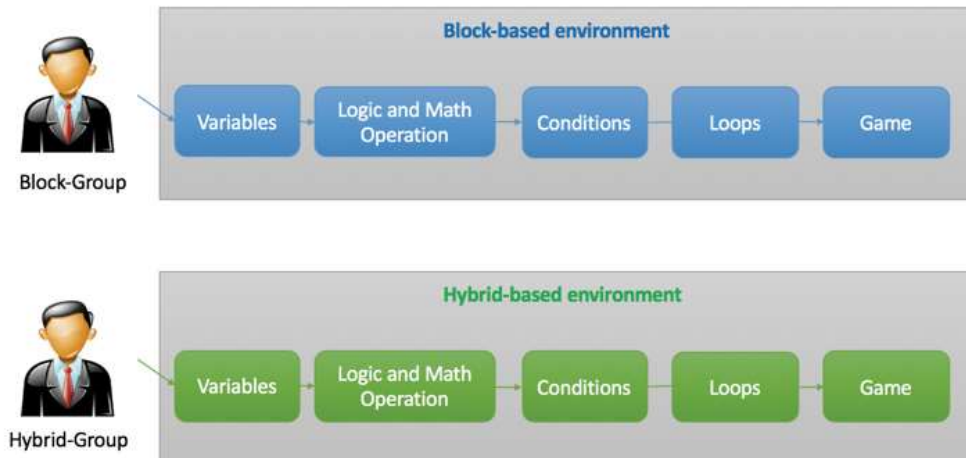 Block-based environment
Variables
Logic and Math
Operation
Conditions
Loops
Game
Block-Group
Hybrid-based environment
Variables
Logic and Math
Operation
Conditions
Loops
Game
Hybrid-Group